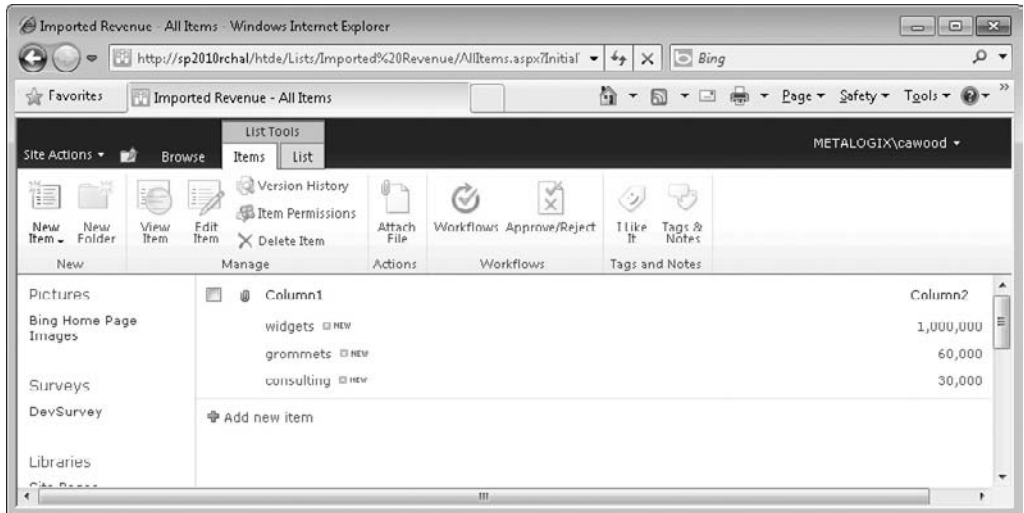 Imported Revenue - All Items - Windows Internet Explorer
http://sp2010rchal/htde/Lists/Imported%20Revenue/AllItems.aspx?Initial
Bing
Favorites
Imported Revenue - All Items
Page
Safety
Tools
»
List Tools
METALOGIX\cawood
Site Actions
Browse
Items
List
New Item
New Folder
View Item
Edit Item
Version History
Item Permissions
Delete Item
Attach File
Workflows
Approve/Reject
I Like It
Tags & Notes
New
Manage
Actions
Workflows
Tags and Notes
Pictures
Column1
Column2
Bing Home Page
Images
widgets NEW
1,000,000
grommets NEW
60,000
Surveys
consulting NEW
30,000
DevSurvey
Add new item
Libraries
Site Pages